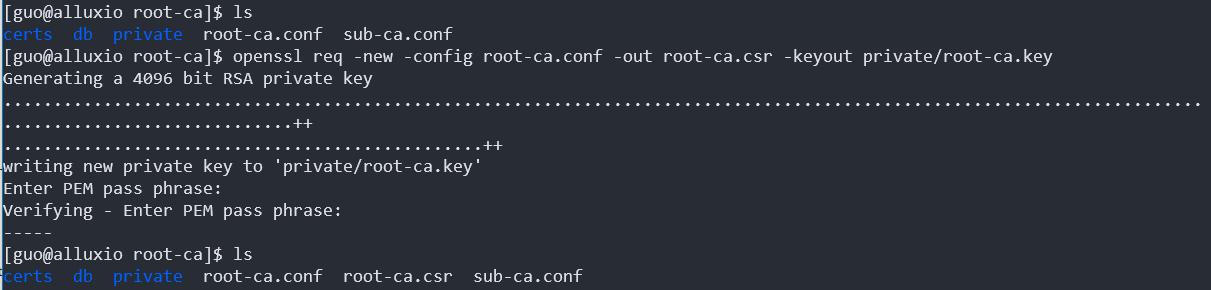 [guo@alluxio root-ca]$ ls
certs  db  private  root-ca.conf  sub-ca.conf
[guo@alluxio root-ca]$ openssl req -new -config root-ca.conf -out root-ca.csr -keyout private/root-ca.key
Generating a 4096 bit RSA private key
........................................................................................................................
.............................++
................................................++
writing new private key to 'private/root-ca.key'
Enter PEM pass phrase:
Verifying - Enter PEM pass phrase:
-----
[guo@alluxio root-ca]$ ls
certs  db  private  root-ca.conf  root-ca.csr  sub-ca.conf